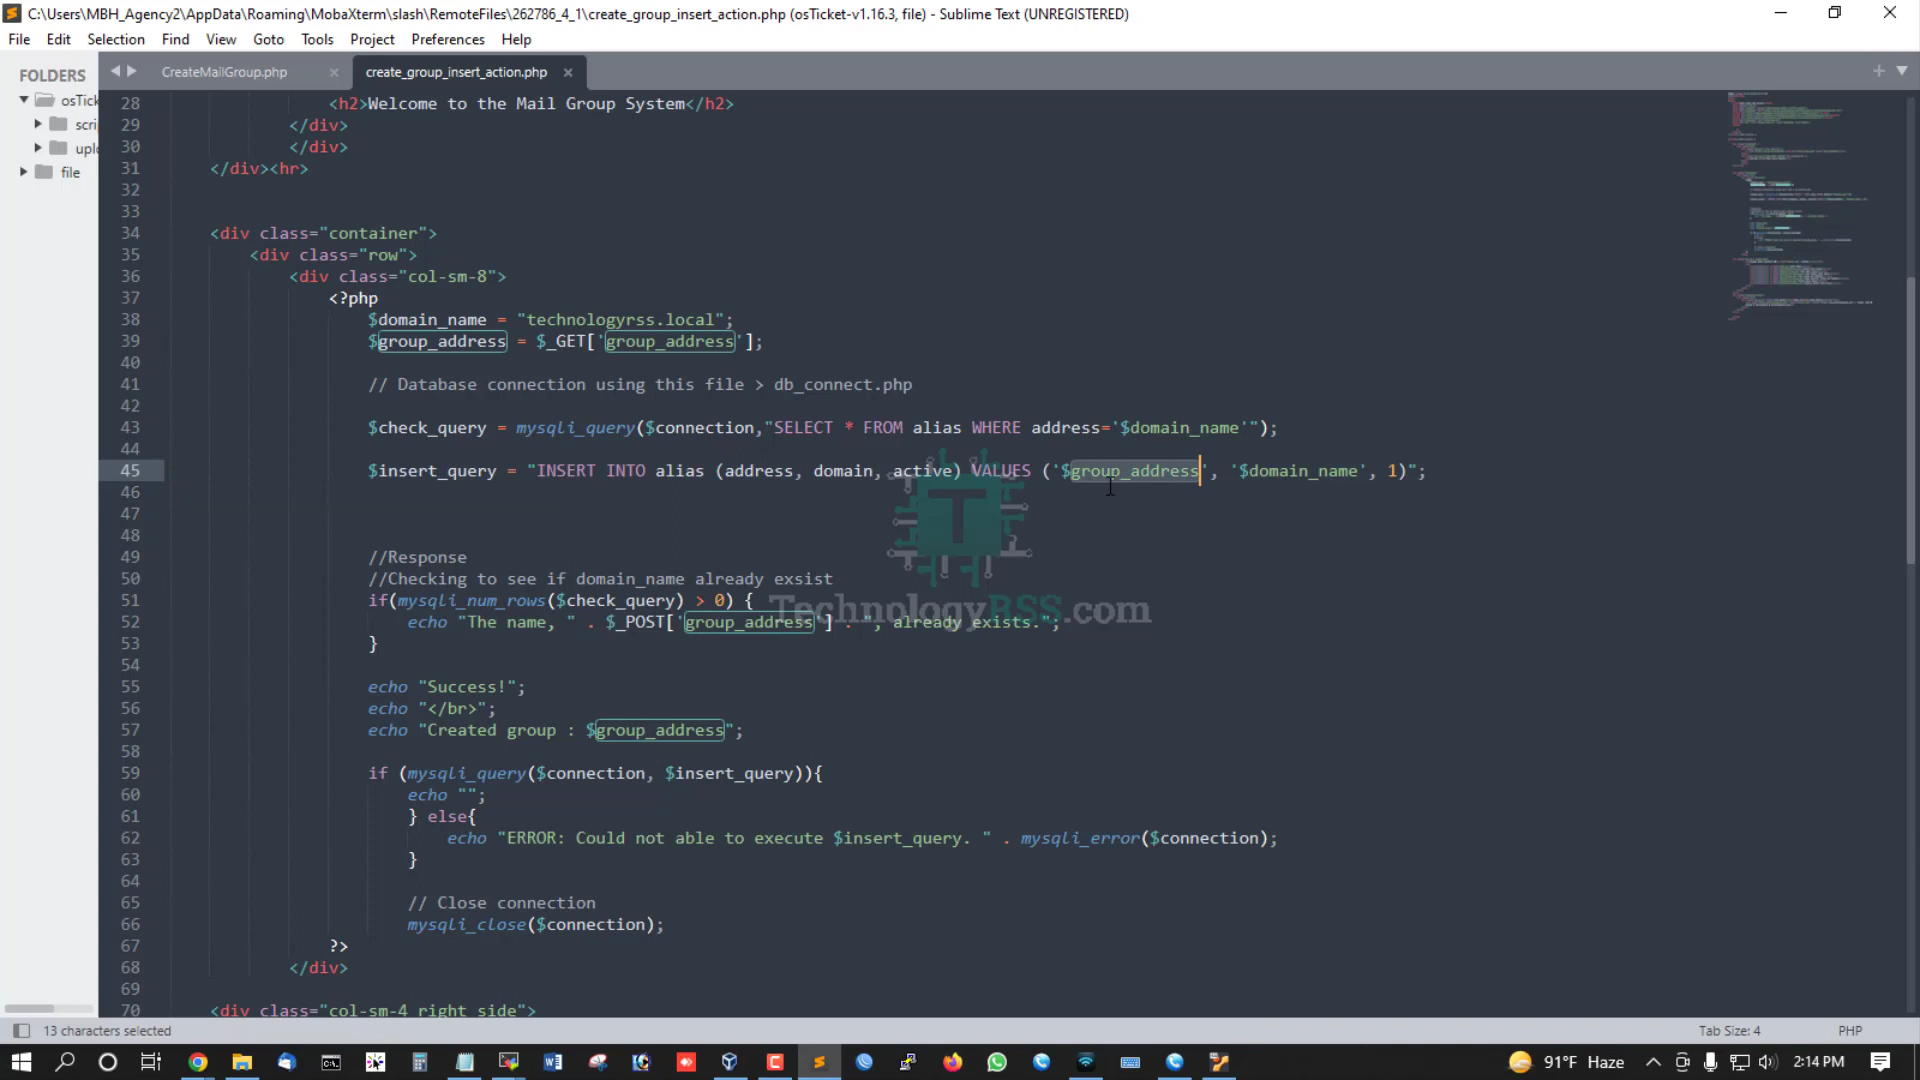 C:\Users\MBH_Agency2\AppData\Roaming\MobaXterm\slash\RemoteFiles\262786_4_1\create_group_insert_action.php (osTicket-v1.16.3, file) - Sublime Text (UNREGISTERED)
File Edit Selection Find View Goto Tools Project Preferences Help
FOLDERS
osTick
scri
uplo
file
CreateMailGroup.php × create_group_insert_action.php ×
28 <h2>Welcome to the Mail Group System</h2>
29 </div>
30 </div>
31 </div><hr>
32
33
34 <div class="container">
35 <div class="row">
36 <div class="col-sm-8">
37 <?php
38 $domain_name = "technologyrss.local";
39 $group_address = $_GET['group_address'];
40
41 // Database connection using this file > db_connect.php
42
43 $check_query = mysqli_query($connection,"SELECT * FROM alias WHERE address='$domain_name'");
44
45 $insert_query = "INSERT INTO alias (address, domain, active) VALUES ('$group_address', '$domain_name', 1)";
46
47
48
49 //Response
50 //Checking to see if domain_name already exsist
51 if(mysqli_num_rows($check_query) > 0) {
52 echo "The name, " . $_POST['group_address'] . ", already exists.";
53 }
54
55 echo "Success!";
56 echo "</br>";
57 echo "Created group : $group_address";
58
59 if (mysqli_query($connection, $insert_query)){
60 echo "";
61 } else{
62 echo "ERROR: Could not able to execute $insert_query. " . mysqli_error($connection);
63 }
64
65 // Close connection
66 mysqli_close($connection);
67 ?>
68 </div>
69
70 <div class="col-sm-4 right side">
T
TechnologyRSS.com
13 characters selected
Tab Size: 4
PHP
91°F Haze
2:14 PM